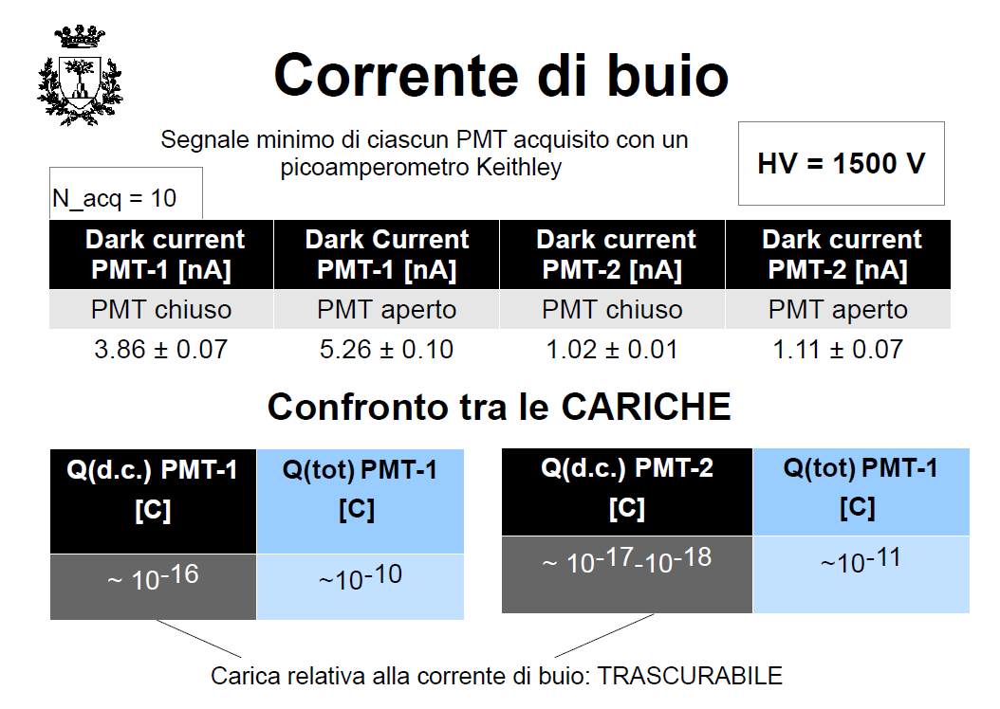 Corrente di buio
Segnale minimo di ciascun PMT acquisito con un
picoamperometro Keithley
HV = 1500 V
N_acq = 10
Dark current PMT-1 [nA] Dark Current PMT-1 [nA] Dark current PMT-2 [nA] Dark current PMT-2 [nA]
PMT chiuso PMT aperto PMT chiuso PMT aperto
3.86 ± 0.07 5.26 ± 0.10 1.02 ± 0.01 1.11 ± 0.07
Confronto tra le CARICHE
Q(d.c.) PMT-1 [C] Q(tot) PMT-1 [C] Q(d.c.) PMT-2 [C] Q(tot) PMT-1 [C]
~ 10⁻¹⁶ ~10⁻¹⁰ ~ 10⁻¹⁷-10⁻¹⁸ ~10⁻¹¹
Carica relativa alla corrente di buio: TRASCURABILE